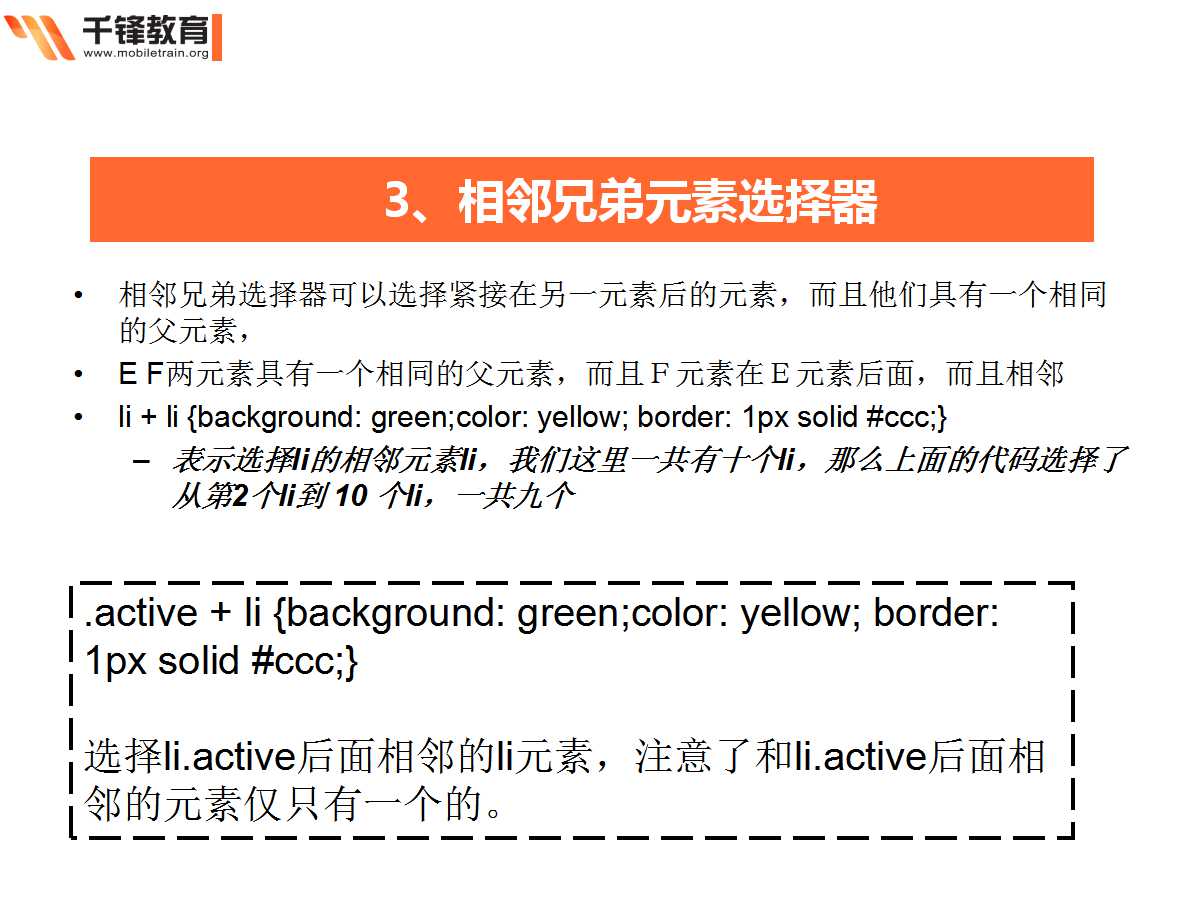 千锋教育
www.mobiletrain.org
3、相邻兄弟元素选择器
• 相邻兄弟选择器可以选择紧接在另一元素后的元素，而且他们具有一个相同
的父元素，
• E F两元素具有一个相同的父元素，而且Ｆ元素在Ｅ元素后面，而且相邻
• li + li {background: green;color: yellow; border: 1px solid #ccc;}
– 表示选择li的相邻元素li，我们这里一共有十个li，那么上面的代码选择了
从第2个li到 10 个li，一共九个
.active + li {background: green;color: yellow; border:
1px solid #ccc;}
选择li.active后面相邻的li元素，注意了和li.active后面相
邻的元素仅只有一个的。